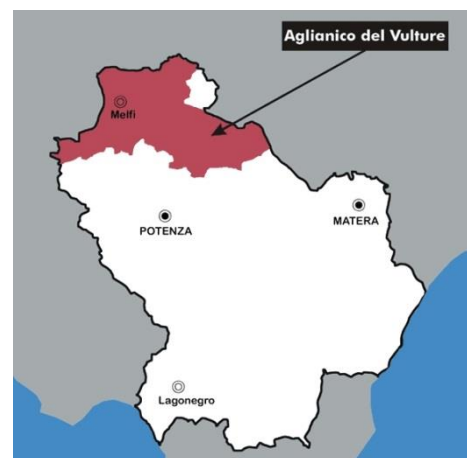 Aglianico del Vulture
Melfi
POTENZA
MATERA
Lagonegro